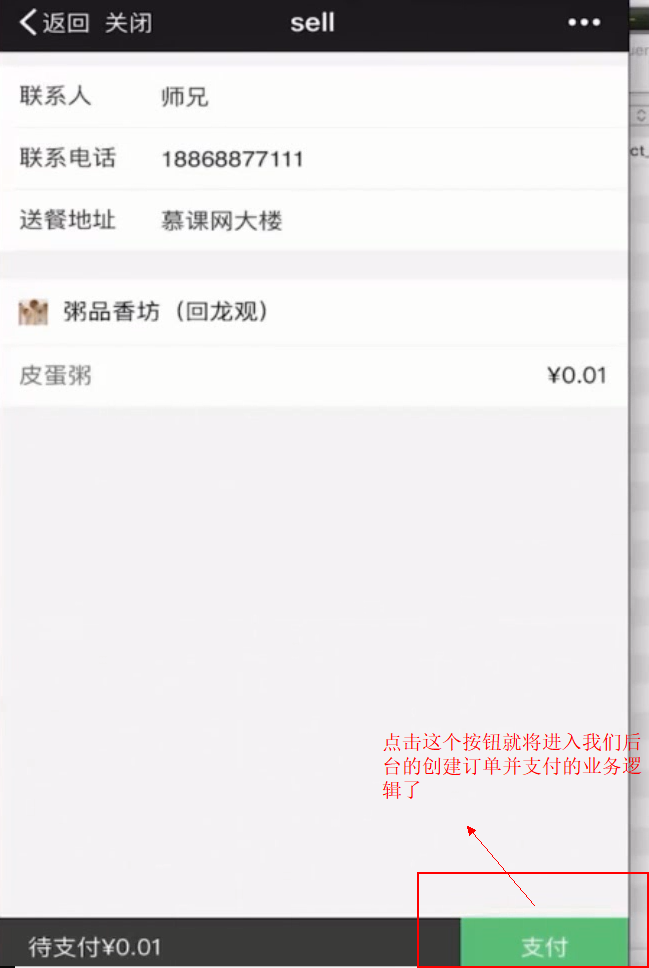 返回 关闭 sell
联系人 师兄
联系电话 18868877111
送餐地址 慕课网大楼
粥品香坊（回龙观）
皮蛋粥 ¥0.01
点击这个按钮就将进入我们后
台的创建订单并支付的业务逻
辑了
待支付¥0.01 支付